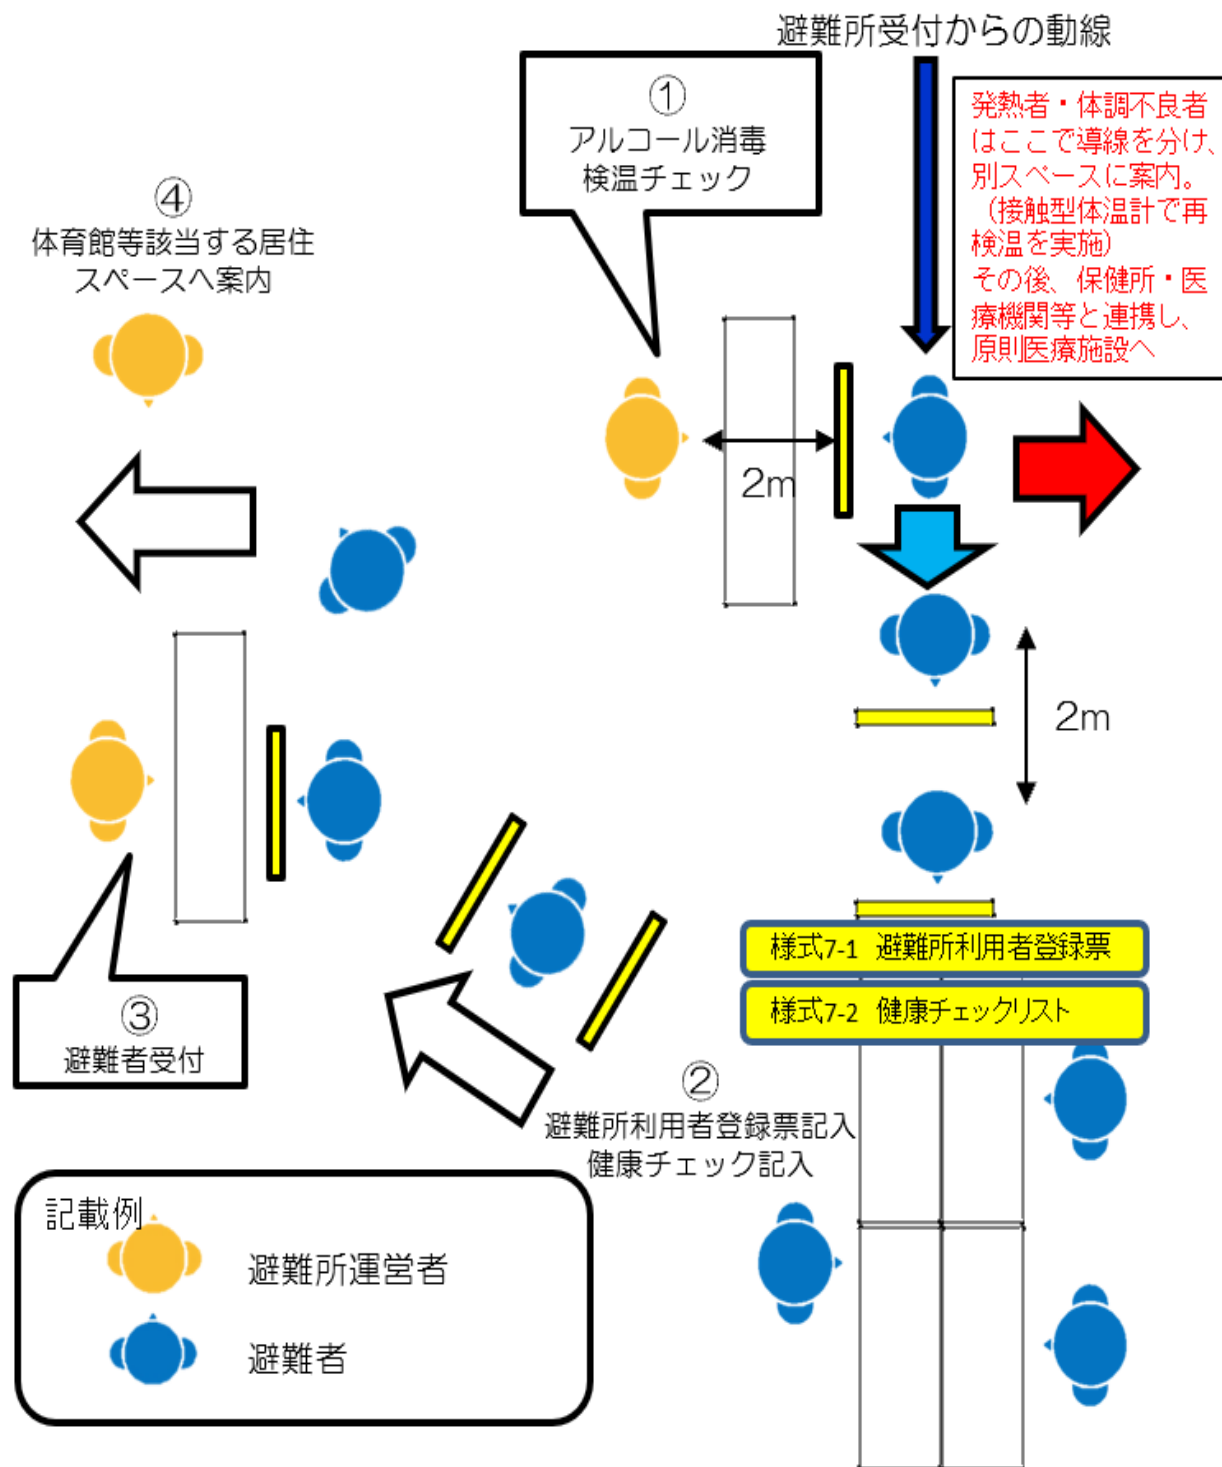 避難所受付からの動線
①
アルコール消毒
検温チェック
発熱者・体調不良者
はここで導線を分け、
別スペースに案内。
（接触型体温計で再
検温を実施）
その後、保健所・医
療機関等と連携し、
原則医療施設へ
④
体育館等該当する居住
スペースへ案内
2m
2m
様式7-1 避難所利用者登録票
様式7-2 健康チェックリスト
③
避難者受付
②
避難所利用者登録票記入
健康チェック記入
記載例
避難所運営者
避難者